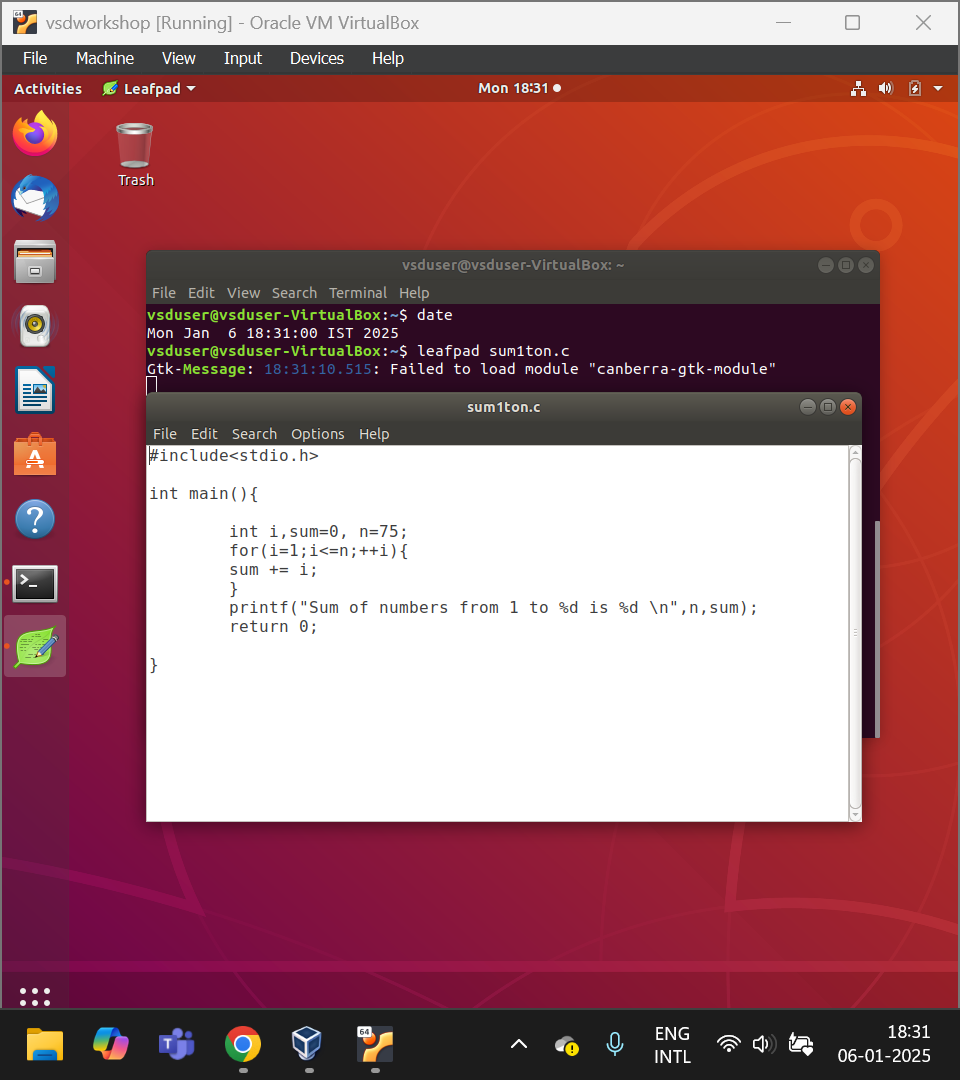 64
vsdworkshop [Running] - Oracle VM VirtualBox
File Machine View Input Devices Help
Activities Leafpad Mon 18:31
Trash
vsduser@vsduser-VirtualBox: ~
File Edit View Search Terminal Help
vsduser@vsduser-VirtualBox:~$ date
Mon Jan  6 18:31:00 IST 2025
vsduser@vsduser-VirtualBox:~$ leafpad sum1ton.c
Gtk-Message: 18:31:10.515: Failed to load module "canberra-gtk-module"
sum1ton.c
File Edit Search Options Help
#include<stdio.h>
int main(){
int i,sum=0, n=75;
for(i=1;i<=n;++i){
sum += i;
}
printf("Sum of numbers from 1 to %d is %d \n",n,sum);
return 0;
}
64
ENG
INTL
18:31
06-01-2025